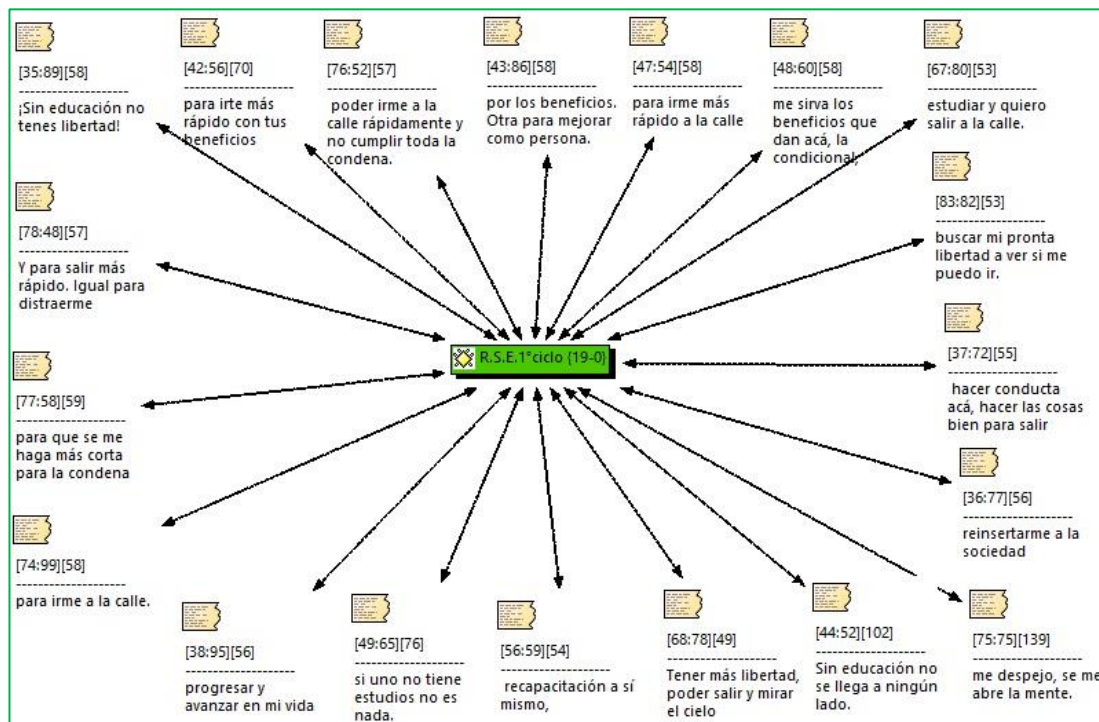 [35:89][58]
--------------------
¡Sin educación no
tenes libertad!
[42:56][70]
--------------------
para irte más
rápido con tus
beneficios
[76:52][57]
--------------------
poder irme a la
calle rápidamente y
no cumplir toda la
condena.
[43:86][58]
--------------------
por los beneficios.
Otra para mejorar
como persona.
[47:54][58]
--------------------
para irme más
rápido a la calle
[48:60][58]
--------------------
me sirva los
beneficios que
dan acá, la
condicional,
[67:80][53]
--------------------
estudiar y quiero
salir a la calle.
[83:82][53]
--------------------
buscar mi pronta
libertad a ver si me
puedo ir.
[78:48][57]
--------------------
Y para salir más
rápido. Igual para
distraerme
R.S.E.1°ciclo {19-0}
[37:72][55]
--------------------
hacer conducta
acá, hacer las cosas
bien para salir
[77:58][59]
--------------------
para que se me
haga más corta
para la condena
[36:77][56]
--------------------
reinsertarme a la
sociedad
[74:99][58]
--------------------
para irme a la calle.
[38:95][56]
--------------------
progresar y
avanzar en mi vida
[49:65][76]
--------------------
si uno no tiene
estudios no es
nada.
[56:59][54]
--------------------
recapacitación a sí
mismo,
[68:78][49]
--------------------
Tener más libertad,
poder salir y mirar
el cielo
[44:52][102]
--------------------
Sin educación no
se llega a ningún
lado.
[75:75][139]
--------------------
me despejo, se me
abre la mente.